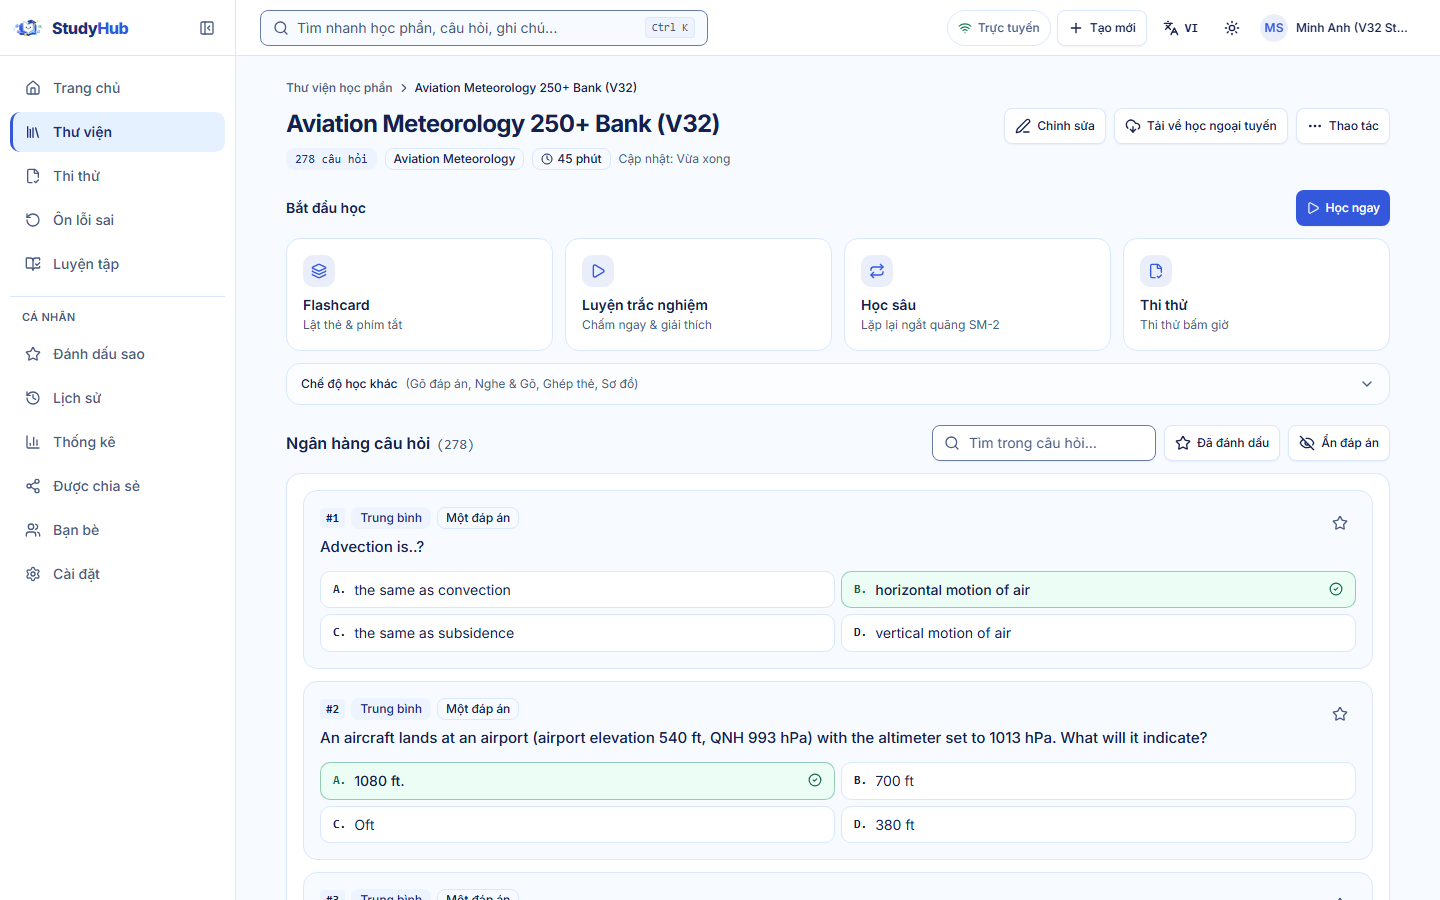 StudyHub
Tìm nhanh học phần, câu hỏi, ghi chú...
Ctrl K
Trực tuyến
Tạo mới
VI
MS
Minh Anh (V32 St...
Trang chủ
Thư viện
Thi thử
Ôn lỗi sai
Luyện tập
CÁ NHÂN
Đánh dấu sao
Lịch sử
Thống kê
Được chia sẻ
Bạn bè
Cài đặt
Thư viện học phần > Aviation Meteorology 250+ Bank (V32)
Aviation Meteorology 250+ Bank (V32)
Chỉnh sửa
Tải về học ngoại tuyến
Thao tác
278 câu hỏi
Aviation Meteorology
45 phút
Cập nhật: Vừa xong
Bắt đầu học
Học ngay
Flashcard
Lật thẻ & phím tắt
Luyện trắc nghiệm
Chấm ngay & giải thích
Học sâu
Lặp lại ngắt quãng SM-2
Thi thử
Thi thử bấm giờ
Chế độ học khác (Gõ đáp án, Nghe & Gõ, Ghép thẻ, Sơ đồ)
Ngân hàng câu hỏi (278)
Tìm trong câu hỏi...
Đã đánh dấu
Ẩn đáp án
#1 Trung bình Một đáp án
Advection is..?
A. the same as convection
B. horizontal motion of air
C. the same as subsidence
D. vertical motion of air
#2 Trung bình Một đáp án
An aircraft lands at an airport (airport elevation 540 ft, QNH 993 hPa) with the altimeter set to 1013 hPa. What will it indicate?
A. 1080 ft.
B. 700 ft
C. Oft
D. 380 ft
#3 Trung bình Một đáp án